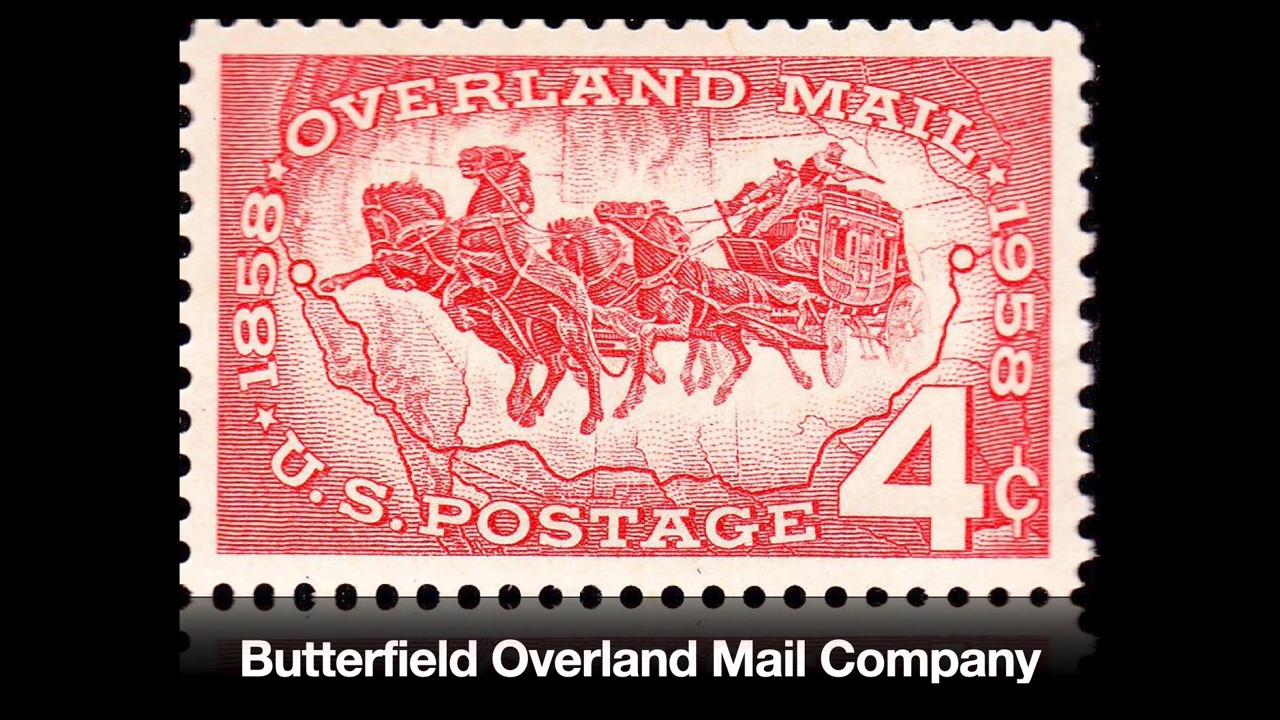 OVERLAND MAIL
1858
1958
U.S. POSTAGE
4¢
Butterfield Overland Mail Company